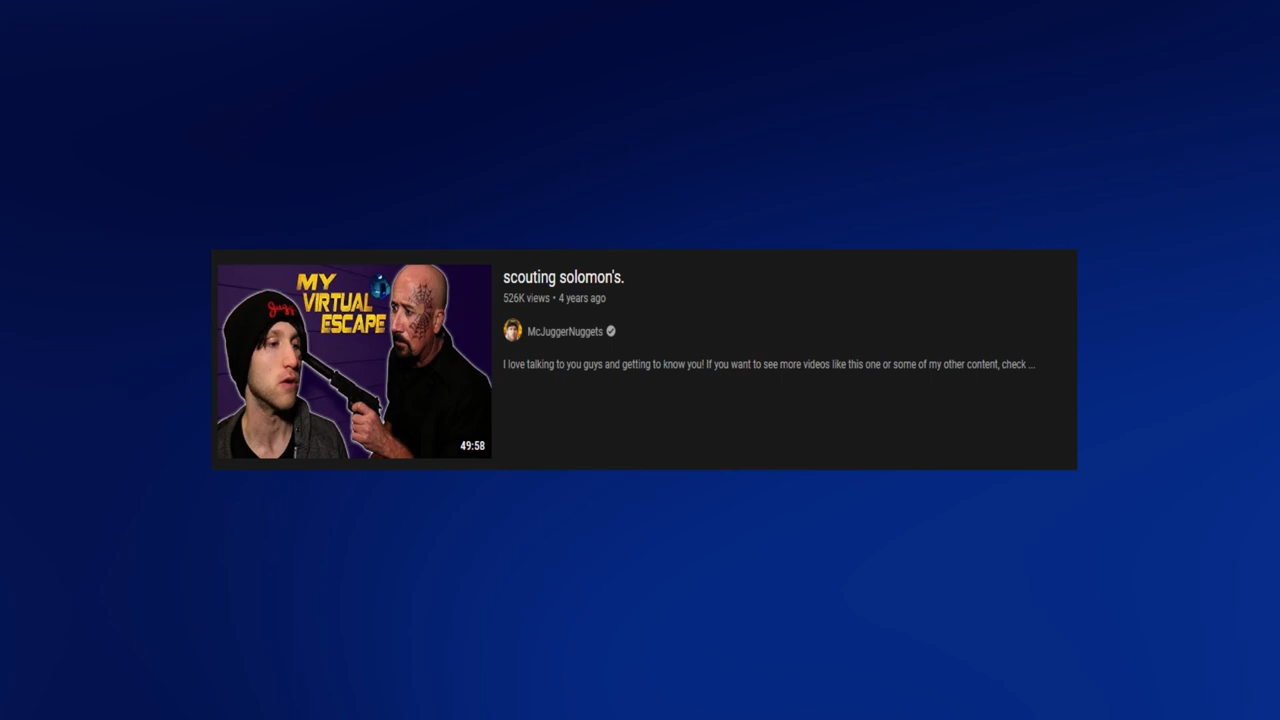 MY
VIRTUAL
ESCAPE
Jugg
49:58
scouting solomon's.
526K views • 4 years ago
McJuggerNuggets
I love talking to you guys and getting to know you! If you want to see more videos like this one or some of my other content, check ...